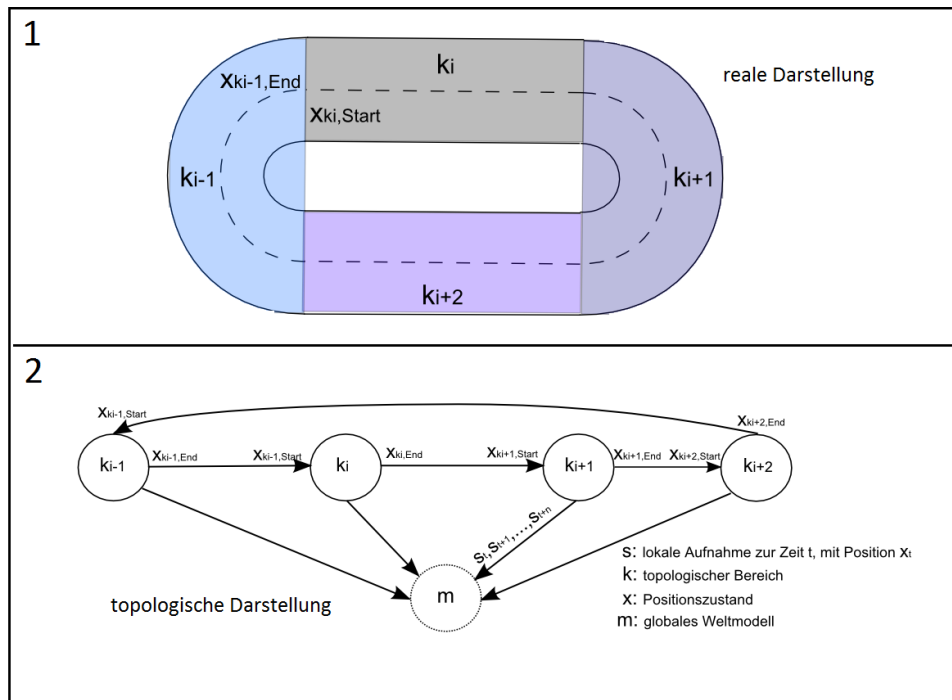 1
ki
reale Darstellung
xki-1,End
xki,Start
ki-1
ki+1
ki+2
2
xki-1,Start
xki+2,End
ki-1
xki-1,End
xki-1,Start
ki
xki,End
xki+1,Start
ki+1
xki+1,End
xki+2,Start
ki+2
st,st+1,...,st+n
s: lokale Aufnahme zur Zeit t, mit Position xt
k: topologischer Bereich
x: Positionszustand
m: globales Weltmodell
m
topologische Darstellung